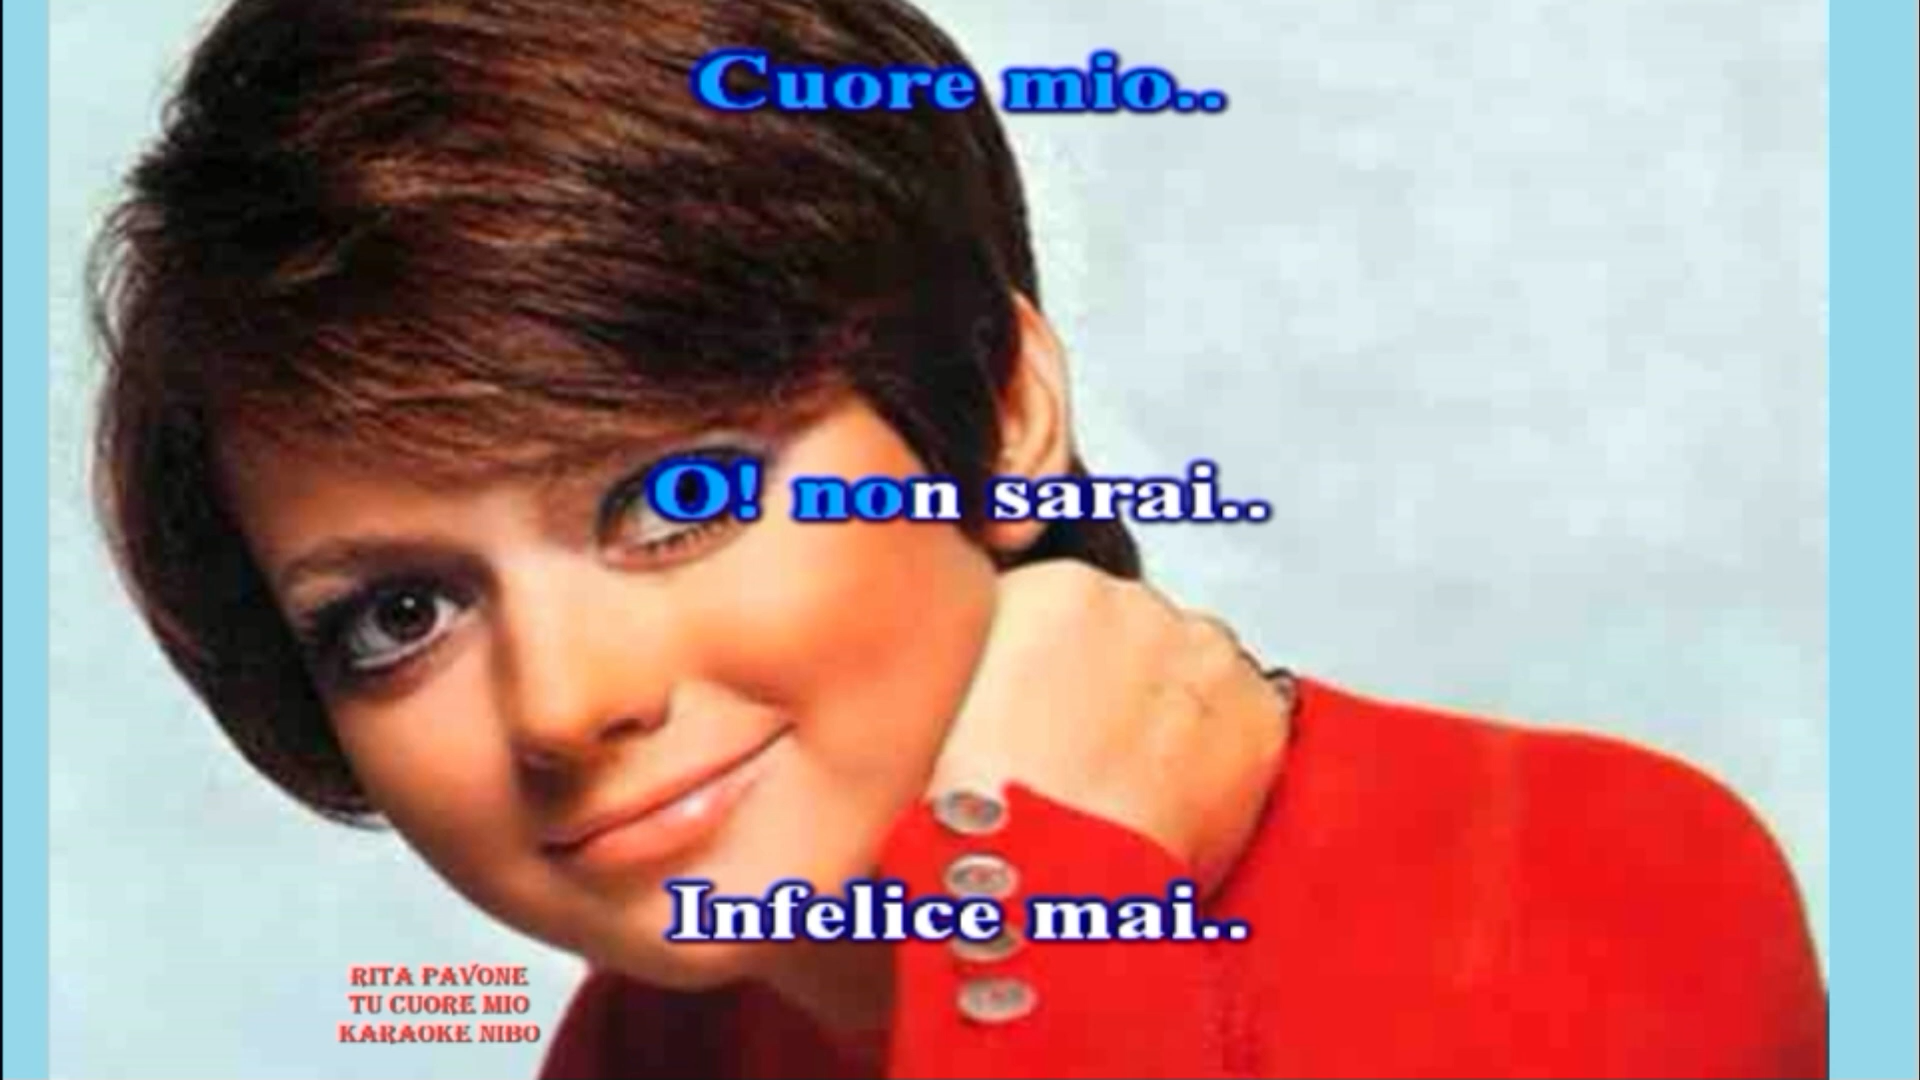 Cuore mio..
O! non sarai..
Infelice mai..
RITA PAVONE
TU CUORE MIO
KARAOKE NIBO